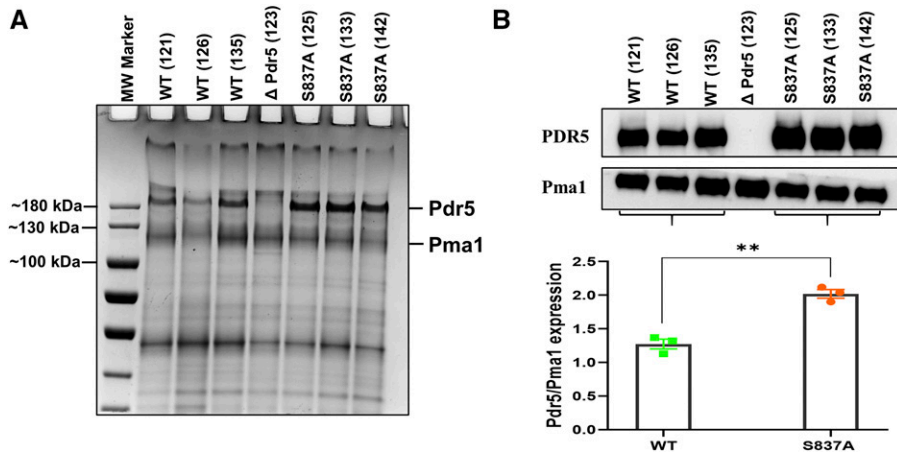 A
MW Marker
WT (121)
WT (126)
WT (135)
Δ Pdr5 (123)
S837A (125)
S837A (133)
S837A (142)
~180 kDa
~130 kDa
~100 kDa
Pdr5
Pma1
B
WT (121)
WT (126)
WT (135)
Δ Pdr5 (123)
S837A (125)
S837A (133)
S837A (142)
PDR5
Pma1
**
Pdr5/Pma1 expression
2.5
2.0
1.5
1.0
0.5
0.0
WT
S837A